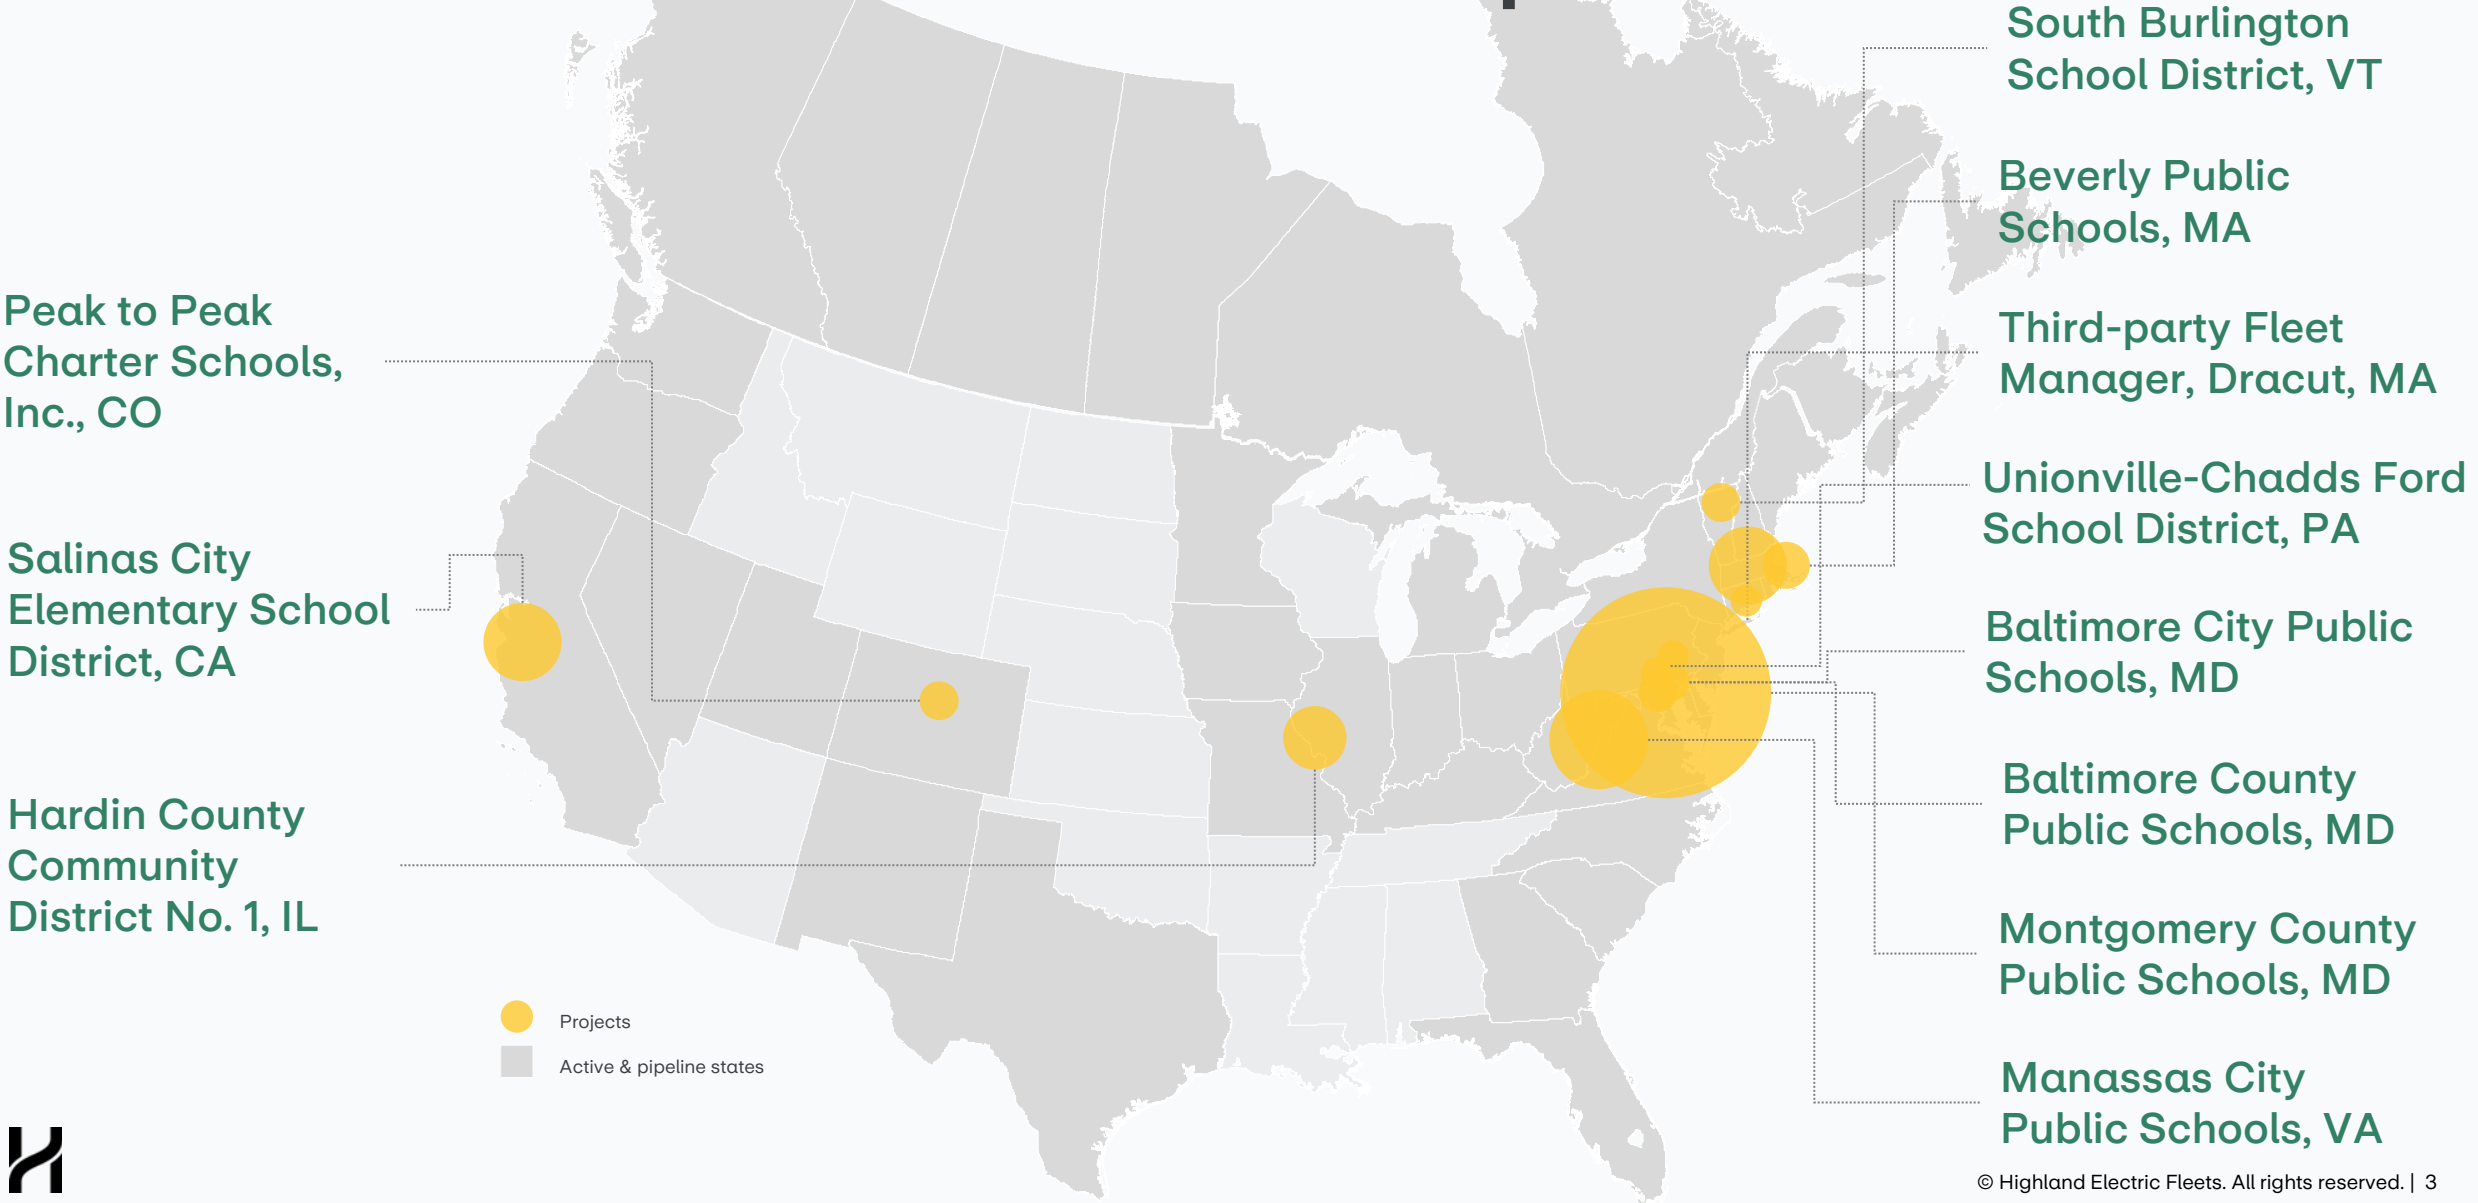 Peak to Peak
Charter Schools,
Inc., CO
Salinas City
Elementary School
District, CA
Hardin County
Community
District No. 1, IL
Projects
Active & pipeline states
South Burlington
School District, VT
Beverly Public
Schools, MA
Third-party Fleet
Manager, Dracut, MA
Unionville-Chadds Ford
School District, PA
Baltimore City Public
Schools, MD
Baltimore County
Public Schools, MD
Montgomery County
Public Schools, MD
Manassas City
Public Schools, VA
© Highland Electric Fleets. All rights reserved. | 3